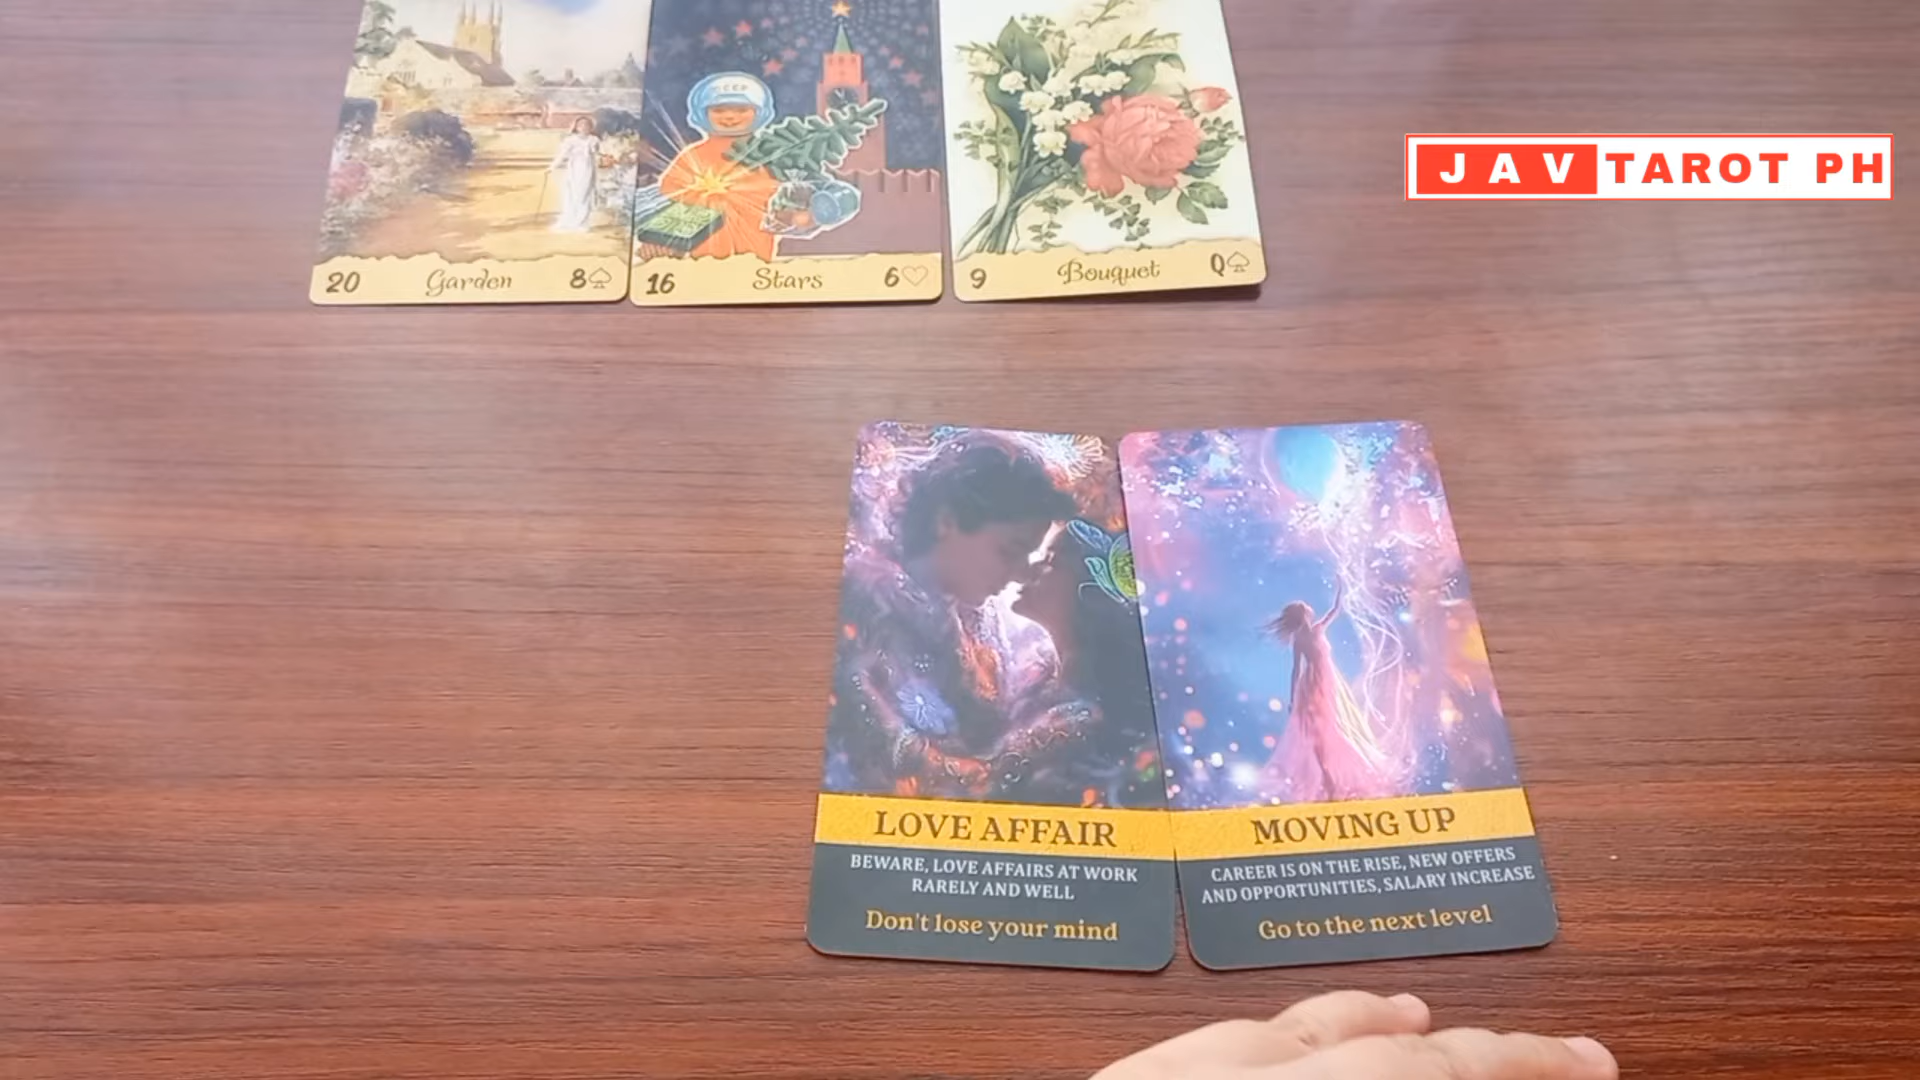 CCCP
JAV TAROT PH
20 Garden 8
16 Stars 6
9 Bouquet Q
LOVE AFFAIR
BEWARE, LOVE AFFAIRS AT WORK
RARELY AND WELL
Don't lose your mind
MOVING UP
CAREER IS ON THE RISE, NEW OFFERS
AND OPPORTUNITIES, SALARY INCREASE
Go to the next level